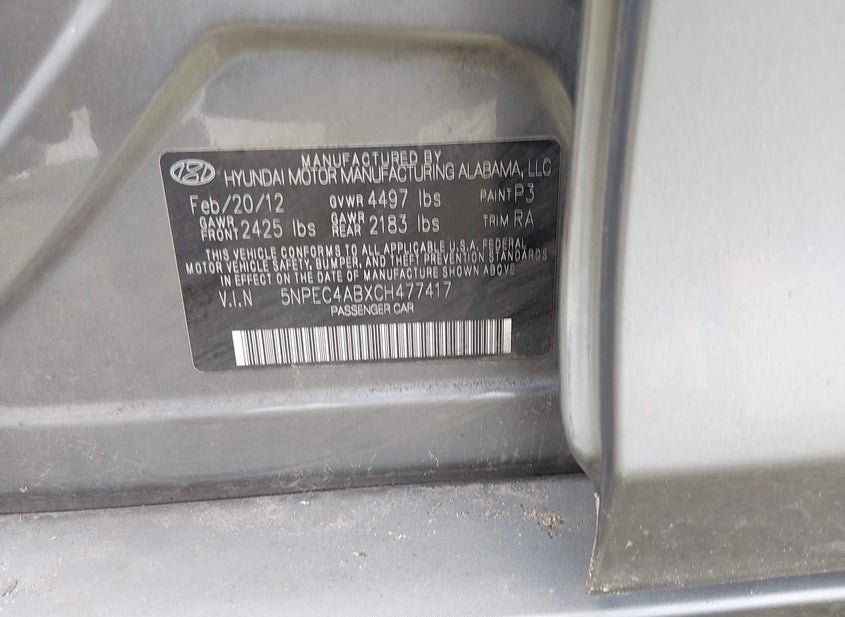 MANUFACTURED BY
HYUNDAI MOTOR MANUFACTURING ALABAMA, LLC
Feb/20/12 GVWR 4497 lbs PAINT P3
GAWR FRONT 2425 lbs GAWR REAR 2183 lbs TRIM RA
THIS VEHICLE CONFORMS TO ALL APPLICABLE U.S.A. FEDERAL
MOTOR VEHICLE SAFETY, BUMPER, AND THEFT PREVENTION STANDARDS
IN EFFECT ON THE DATE OF MANUFACTURE SHOWN ABOVE
V.I.N 5NPEC4ABXCH477417
PASSENGER CAR